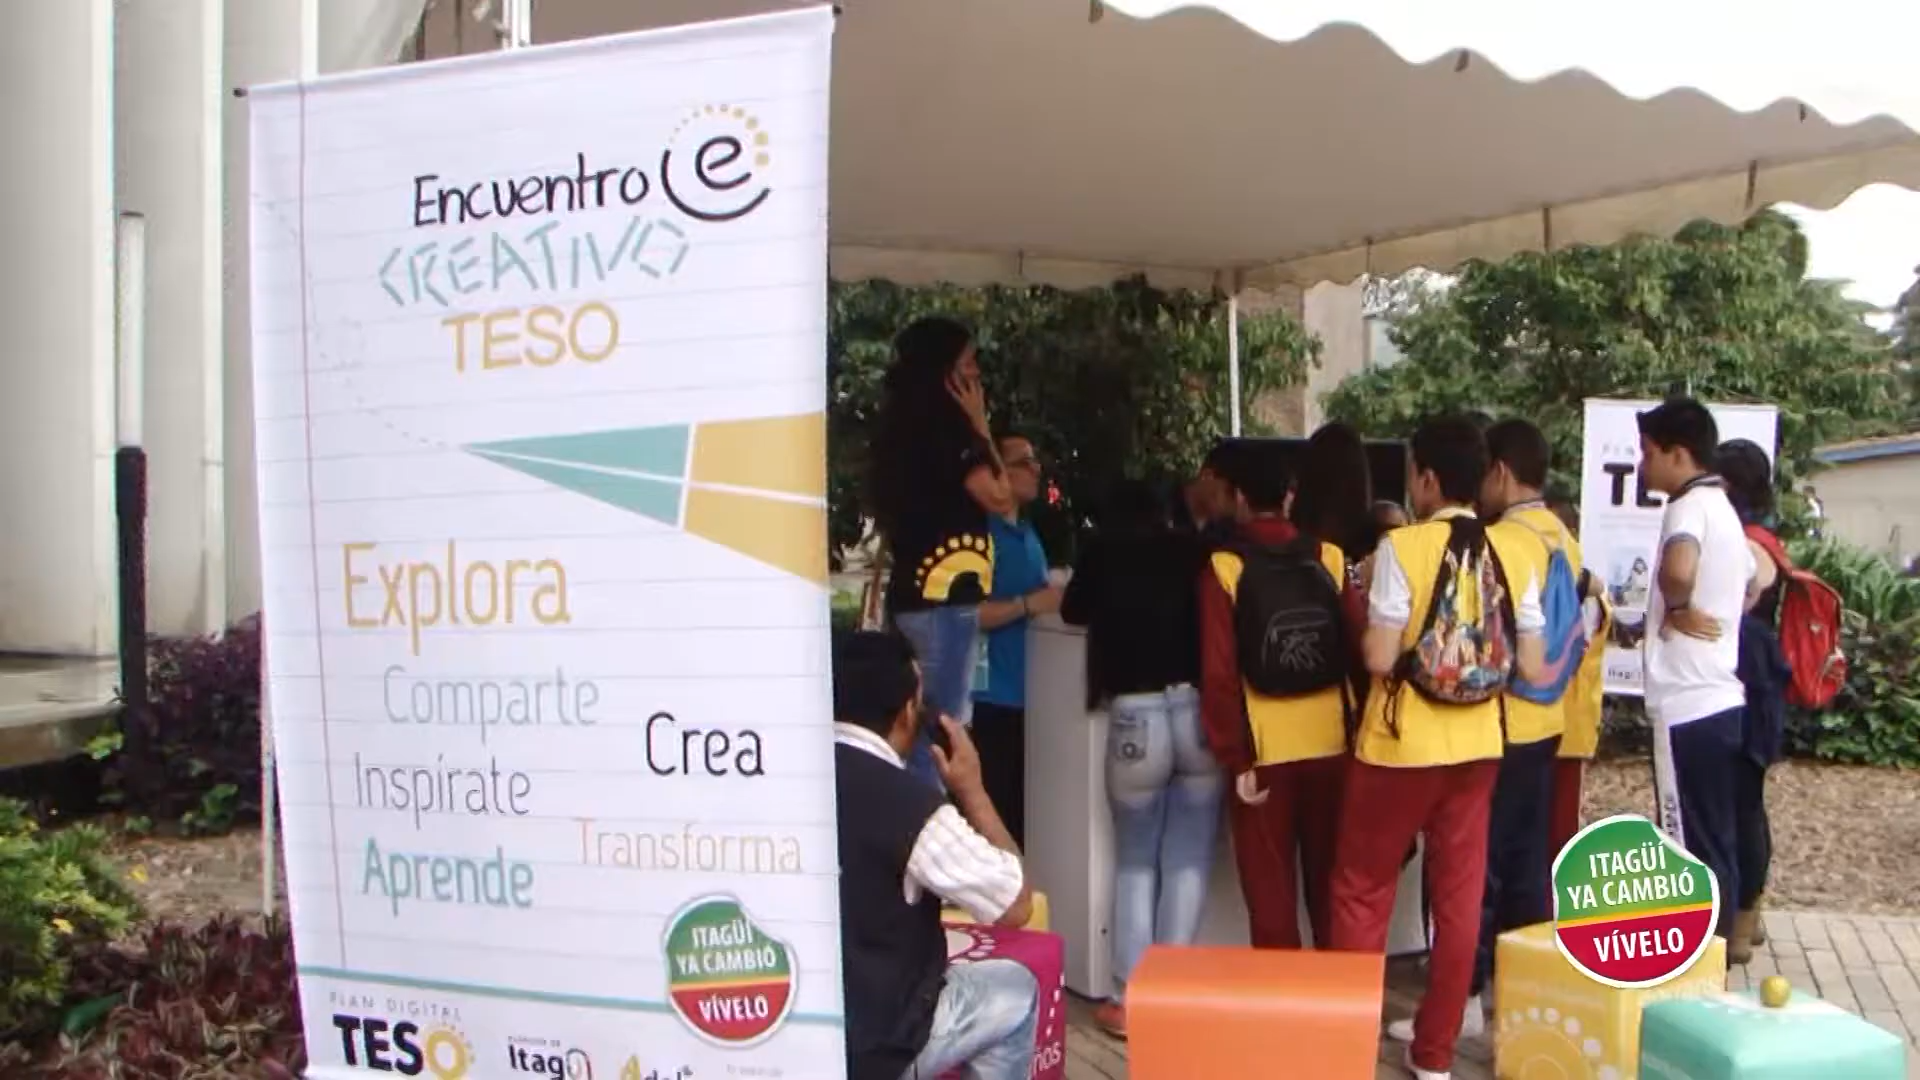 Encuentro e
CREATIVO
TESO
Explora
Comparte
Crea
Inspírate
Transforma
Aprende
ITAGÜÍ
YA CAMBIÓ
VÍVELO
PLAN DIGITAL
TESO
Itagüí
ITAGÜÍ
YA CAMBIÓ
VÍVELO